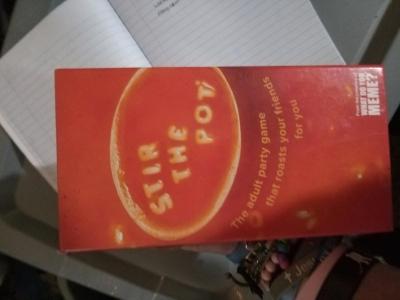 STIR
THE
POT
The adult party game
that roasts your friends
for you
WHAT DO YOU
MEME?